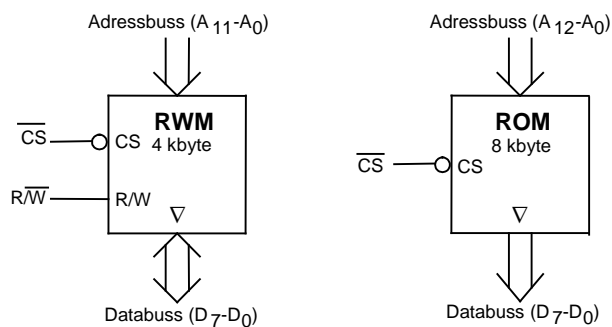 Adressbuss (A11-A0)
RWM
4 kbyte
CS
CS
R/W
R/W
∇
Databuss (D7-D0)
Adressbuss (A12-A0)
ROM
8 kbyte
CS
CS
∇
Databuss (D7-D0)